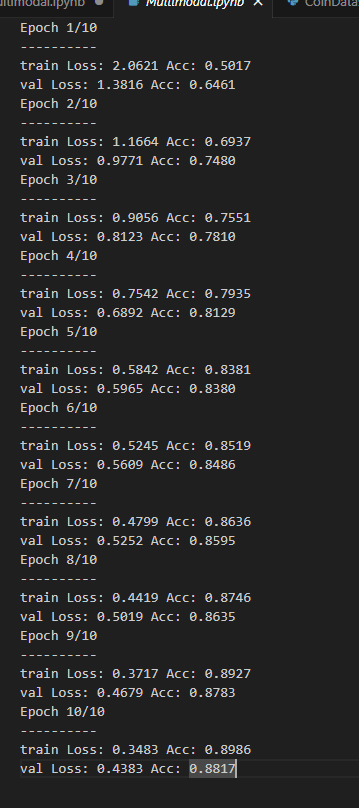 ultimodal.ipynb Multimodal.ipynb CoinData
Epoch 1/10
----------
train Loss: 2.0621 Acc: 0.5017
val Loss: 1.3816 Acc: 0.6461
Epoch 2/10
----------
train Loss: 1.1664 Acc: 0.6937
val Loss: 0.9771 Acc: 0.7480
Epoch 3/10
----------
train Loss: 0.9056 Acc: 0.7551
val Loss: 0.8123 Acc: 0.7810
Epoch 4/10
----------
train Loss: 0.7542 Acc: 0.7935
val Loss: 0.6892 Acc: 0.8129
Epoch 5/10
----------
train Loss: 0.5842 Acc: 0.8381
val Loss: 0.5965 Acc: 0.8380
Epoch 6/10
----------
train Loss: 0.5245 Acc: 0.8519
val Loss: 0.5609 Acc: 0.8486
Epoch 7/10
----------
train Loss: 0.4799 Acc: 0.8636
val Loss: 0.5252 Acc: 0.8595
Epoch 8/10
----------
train Loss: 0.4419 Acc: 0.8746
val Loss: 0.5019 Acc: 0.8635
Epoch 9/10
----------
train Loss: 0.3717 Acc: 0.8927
val Loss: 0.4679 Acc: 0.8783
Epoch 10/10
----------
train Loss: 0.3483 Acc: 0.8986
val Loss: 0.4383 Acc: 0.8817